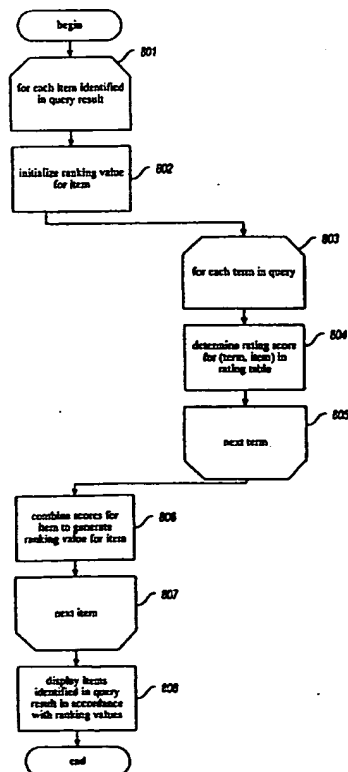 begin
801
for each item identified
in query result
initialize ranking value
for item
802
803
for each term in query
determine rating score
for (term, item) in
rating table
804
next term
805
combine scores for
item to generate
ranking value for item
806
next item
807
display items
identified in query
result in accordance
with ranking values
808
end